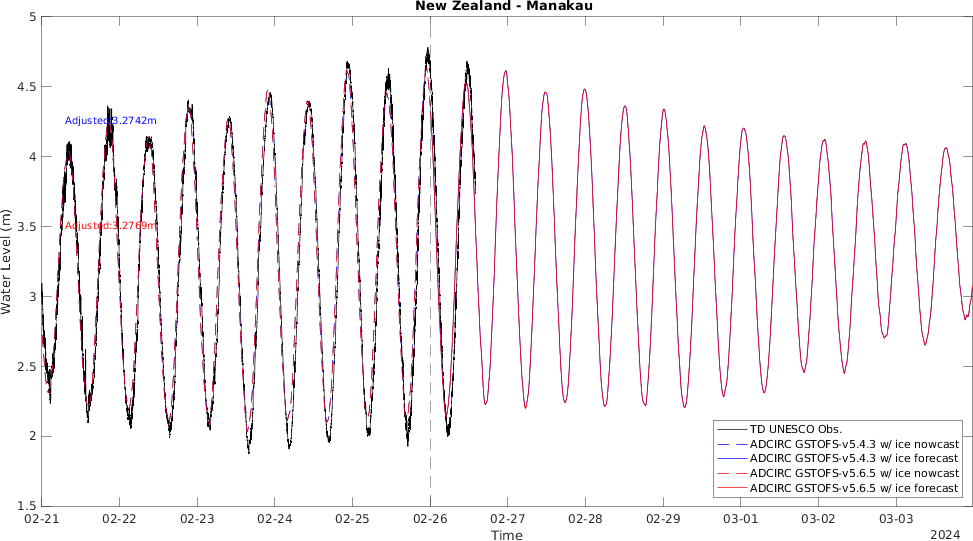 New Zealand - Manakau
5
4.5
4
3.5
3
2.5
2
1.5
Water Level (m)
Adjusted:3.2742m
Adjusted:3.2769m
TD UNESCO Obs.
ADCIRC GSTOFS-v5.4.3 w/ ice nowcast
ADCIRC GSTOFS-v5.4.3 w/ ice forecast
ADCIRC GSTOFS-v5.6.5 w/ ice nowcast
ADCIRC GSTOFS-v5.6.5 w/ ice forecast
02-21 02-22 02-23 02-24 02-25 02-26 02-27 02-28 02-29 03-01 03-02 03-03
Time
2024